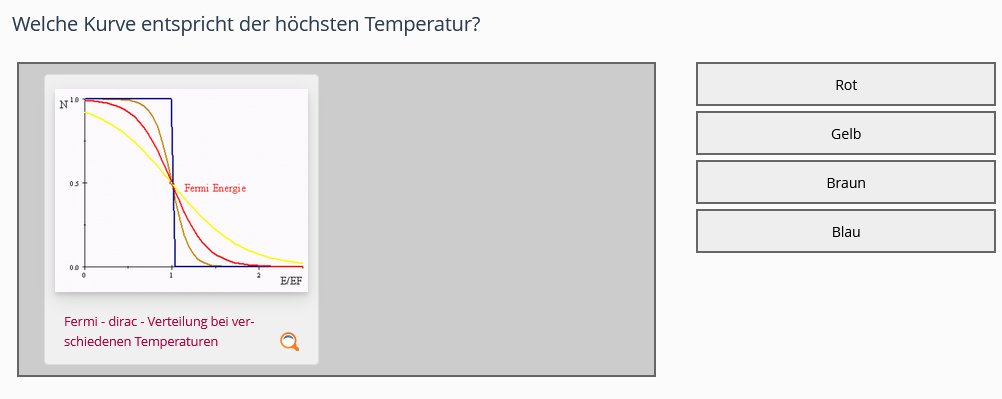 Welche Kurve entspricht der höchsten Temperatur?
N
1.0
0.5
0.0
Fermi Energie
0
1
2
E/EF
Fermi - dirac - Verteilung bei ver-
schiedenen Temperaturen
Rot
Gelb
Braun
Blau